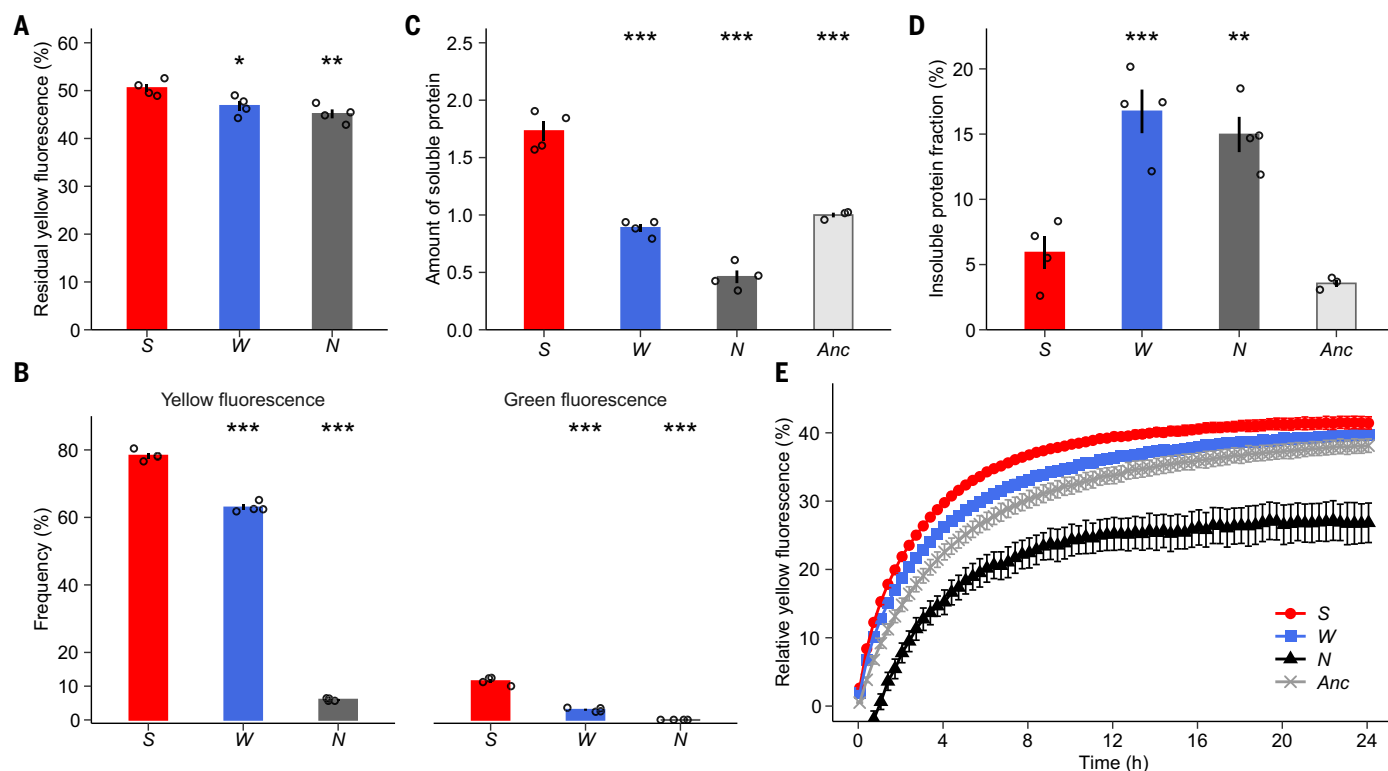 A
Residual yellow fluorescence (%)
60
50
40
30
20
10
0
* **
S W N
C
Amount of soluble protein
2.5
2.0
1.5
1.0
0.5
0.0
*** *** ***
S W N Anc
D
Insoluble protein fraction (%)
20
15
10
5
0
*** **
S W N Anc
B
Frequency (%)
80
60
40
20
10
0
Yellow fluorescence
*** ***
S W N
Green fluorescence
*** ***
S W N
E
Relative yellow fluorescence (%)
40
30
20
10
0
S
W
N
Anc
0 4 8 12 16 20 24
Time (h)